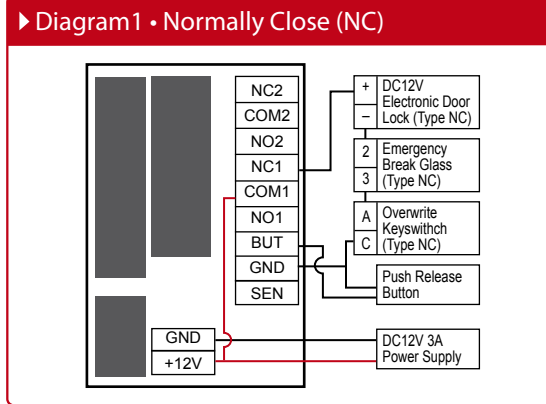 Diagram1 • Normally Close (NC)
NC2
COM2
NO2
NC1
COM1
NO1
BUT
GND
SEN
GND
+12V
+ DC12V
Electronic Door
– Lock (Type NC)
2 Emergency
Break Glass
3 (Type NC)
A Overwrite
Keyswithch
C (Type NC)
Push Release
Button
DC12V 3A
Power Supply